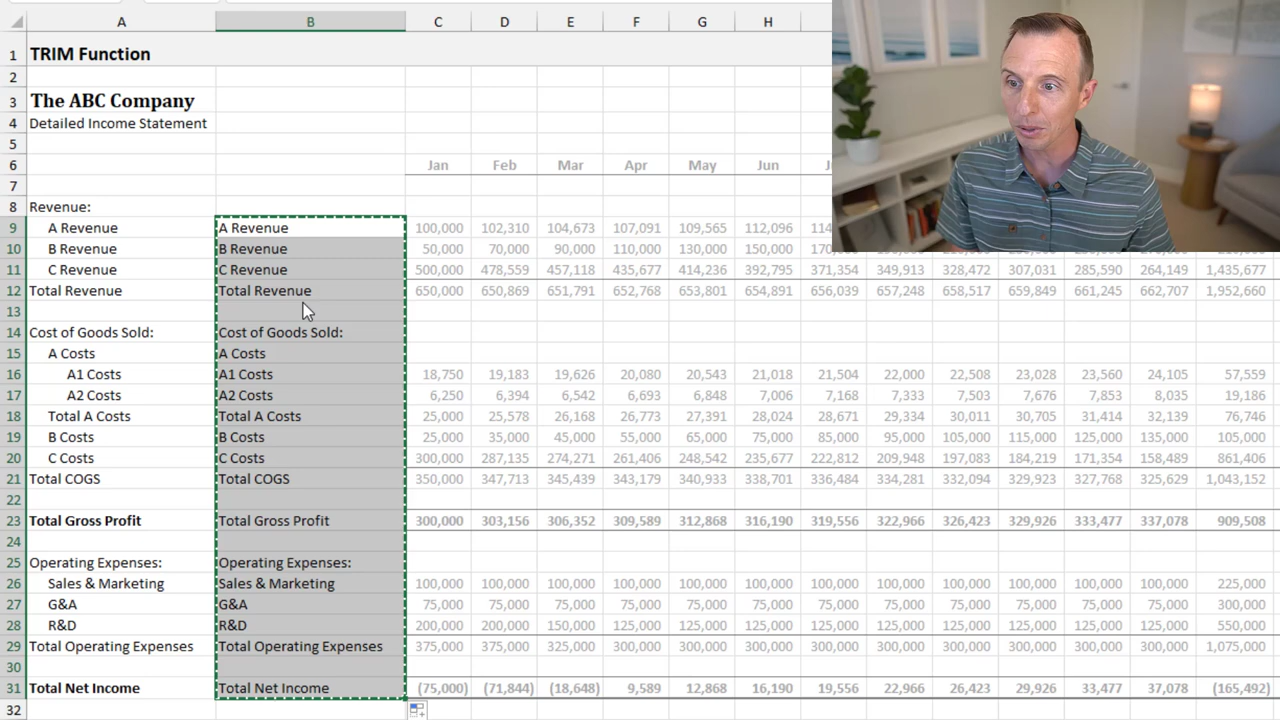 A B C D E F G H
1 TRIM Function
2
3 The ABC Company
4 Detailed Income Statement
5
6 Jan Feb Mar Apr May Jun
7
8 Revenue:
9 A Revenue A Revenue 100,000 102,310 104,673 107,091 109,565 112,096
10 B Revenue B Revenue 50,000 70,000 90,000 110,000 130,000 150,000
11 C Revenue C Revenue 500,000 478,559 457,118 435,677 414,236 392,795 371,354 349,913 328,472 307,031 285,590 264,149 1,435,677
12 Total Revenue Total Revenue 650,000 650,869 651,791 652,768 653,801 654,891 656,039 657,248 658,517 659,849 661,245 662,707 1,952,660
13
14 Cost of Goods Sold: Cost of Goods Sold:
15 A Costs A Costs
16 A1 Costs A1 Costs 18,750 19,183 19,626 20,080 20,543 21,018 21,504 22,000 22,508 23,028 23,560 24,105 57,559
17 A2 Costs A2 Costs 6,250 6,394 6,542 6,693 6,848 7,006 7,168 7,333 7,503 7,676 7,853 8,035 19,186
18 Total A Costs Total A Costs 25,000 25,578 26,168 26,773 27,391 28,024 28,671 29,334 30,011 30,705 31,414 32,139 76,746
19 B Costs B Costs 25,000 35,000 45,000 55,000 65,000 75,000 85,000 95,000 105,000 115,000 125,000 135,000 105,000
20 C Costs C Costs 300,000 287,135 274,271 261,406 248,542 235,677 222,812 209,948 197,083 184,219 171,354 158,489 861,406
21 Total COGS Total COGS 350,000 347,713 345,439 343,179 340,933 338,701 336,484 334,281 332,094 329,923 327,768 325,629 1,043,152
22
23 Total Gross Profit Total Gross Profit 300,000 303,156 306,352 309,589 312,868 316,190 319,556 322,966 326,423 329,926 333,477 337,078 909,508
24
25 Operating Expenses: Operating Expenses:
26 Sales & Marketing Sales & Marketing 100,000 100,000 100,000 100,000 100,000 100,000 100,000 100,000 100,000 100,000 100,000 100,000 225,000
27 G&A G&A 75,000 75,000 75,000 75,000 75,000 75,000 75,000 75,000 75,000 75,000 75,000 75,000 300,000
28 R&D R&D 200,000 200,000 150,000 125,000 125,000 125,000 125,000 125,000 125,000 125,000 125,000 125,000 550,000
29 Total Operating Expenses Total Operating Expenses 375,000 375,000 325,000 300,000 300,000 300,000 300,000 300,000 300,000 300,000 300,000 300,000 1,075,000
30
31 Total Net Income Total Net Income (75,000) (71,844) (18,648) 9,589 12,868 16,190 19,556 22,966 26,423 29,926 33,477 37,078 (165,492)
32